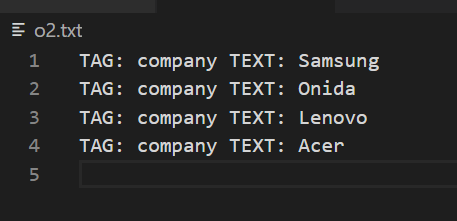 o2.txt
1 TAG: company TEXT: Samsung
2 TAG: company TEXT: Onida
3 TAG: company TEXT: Lenovo
4 TAG: company TEXT: Acer
5